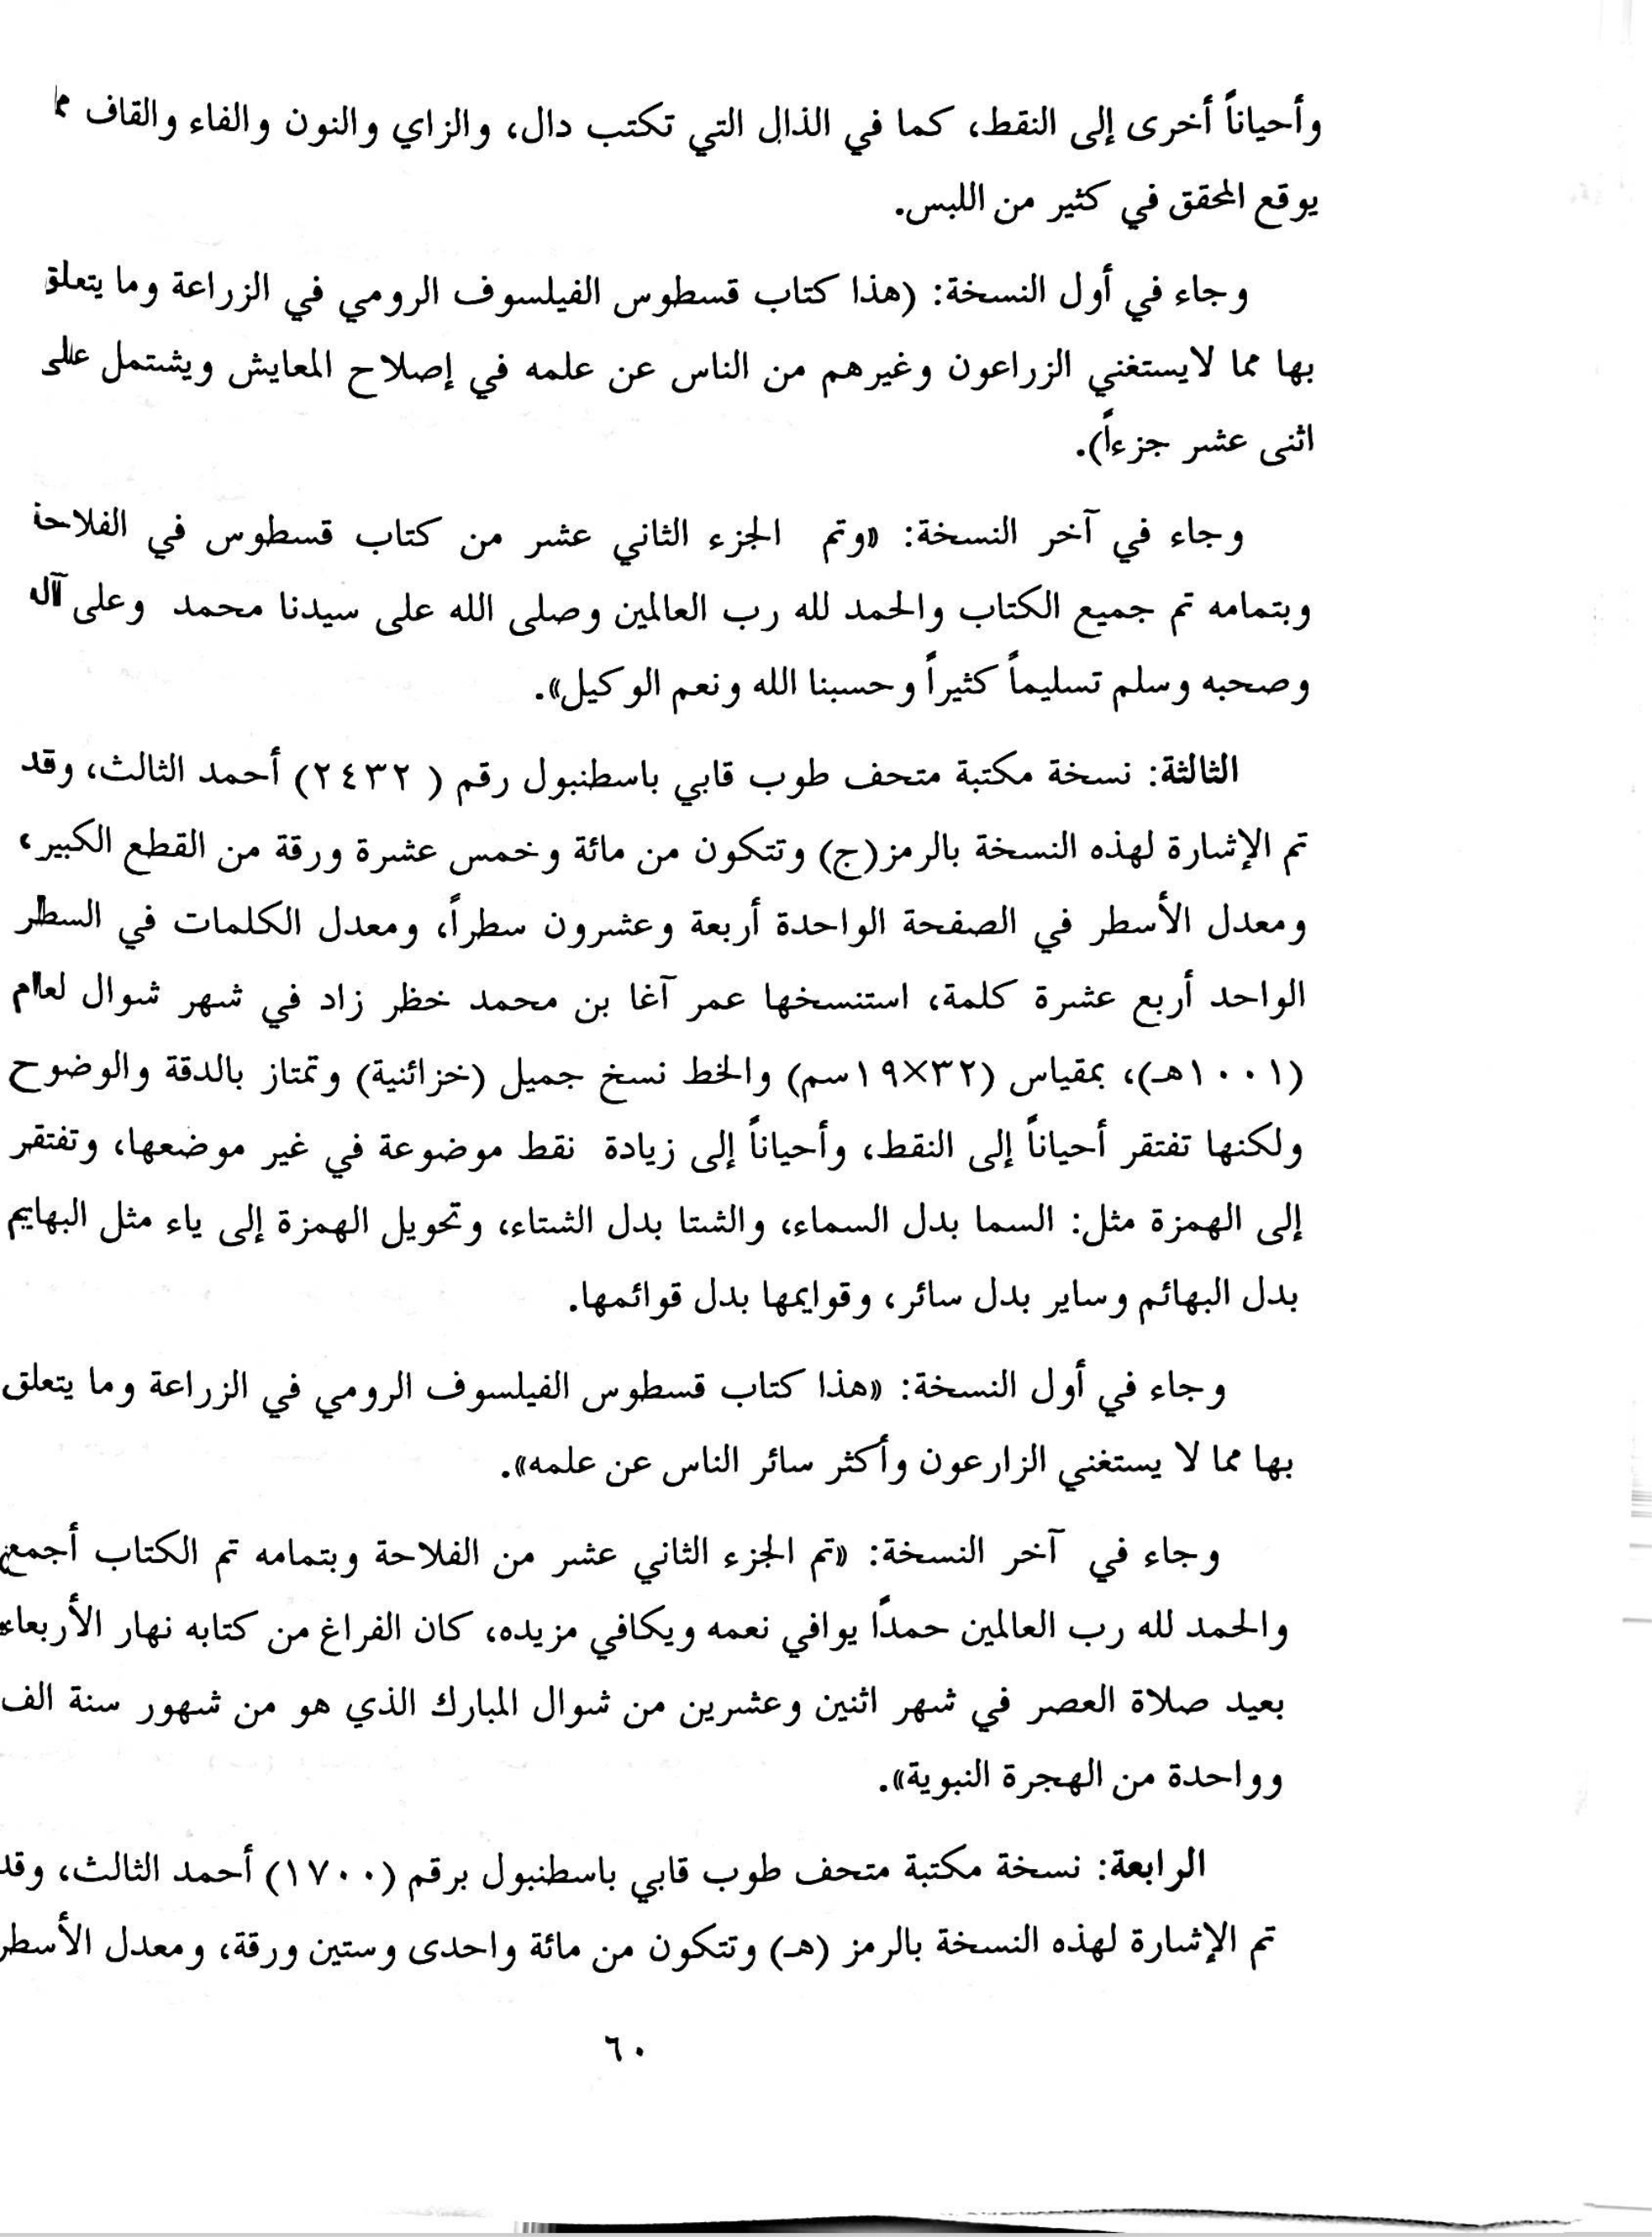 وأحياناً أخرى إلى النقط، كما في الذال التي تكتب دال، والزاي والنون والفاء والقاف مما
يوقع المحقق في كثير من اللبس.
وجاء في أول النسخة: (هذا كتاب قسطوس الفيلسوف الرومي في الزراعة وما يتعلق
بها مما لايستغني الزراعون وغيرهم من الناس عن علمه في إصلاح المعايش ويشتمل على
اثنى عشر جزءاً).
وجاء في آخر النسخة: «وتم الجزء الثاني عشر من كتاب قسطوس في الفلاحة
وبتمامه تم جميع الكتاب والحمد لله رب العالمين وصلى الله على سيدنا محمد وعلى آله
وصحبه وسلم تسليماً كثيراً وحسبنا الله ونعم الوكيل».
الثالثة: نسخة مكتبة متحف طوب قابي باسطنبول رقم ( ٢٤٣٢) أحمد الثالث، وقد
تم الإشارة لهذه النسخة بالرمز(ج) وتتكون من مائة وخمس عشرة ورقة من القطع الكبير،
ومعدل الأسطر في الصفحة الواحدة أربعة وعشرون سطراً، ومعدل الكلمات في السطر
الواحد أربع عشرة كلمة، استنسخها عمر آغا بن محمد خظر زاد في شهر شوال لعام
(١٠٠١هـ)، بمقياس (٣٢×١٩سم) والخط نسخ جميل (خزائنية) وتمتاز بالدقة والوضوح
ولكنها تفتقر أحياناً إلى النقط، وأحياناً إلى زيادة نقط موضوعة في غير موضعها، وتفتقر
إلى الهمزة مثل: السما بدل السماء، والشتا بدل الشتاء، وتحويل الهمزة إلى ياء مثل البهايم
بدل البهائم وساير بدل سائر، وقوايمها بدل قوائمها.
وجاء في أول النسخة: «هذا كتاب قسطوس الفيلسوف الرومي في الزراعة وما يتعلق
بها مما لا يستغني الزارعون وأكثر سائر الناس عن علمه».
وجاء في آخر النسخة: «تم الجزء الثاني عشر من الفلاحة وبتمامه تم الكتاب أجمع
والحمد لله رب العالمين حمداً يوافي نعمه ويكافي مزيده، كان الفراغ من كتابه نهار الأربعاء
بعيد صلاة العصر في شهر اثنين وعشرين من شوال المبارك الذي هو من شهور سنة الف
وواحدة من الهجرة النبوية».
الرابعة: نسخة مكتبة متحف طوب قابي باسطنبول برقم (١٧٠٠) أحمد الثالث، وقد
تم الإشارة لهذه النسخة بالرمز (هـ) وتتكون من مائة واحدى وستين ورقة، ومعدل الأسطر
٦٠